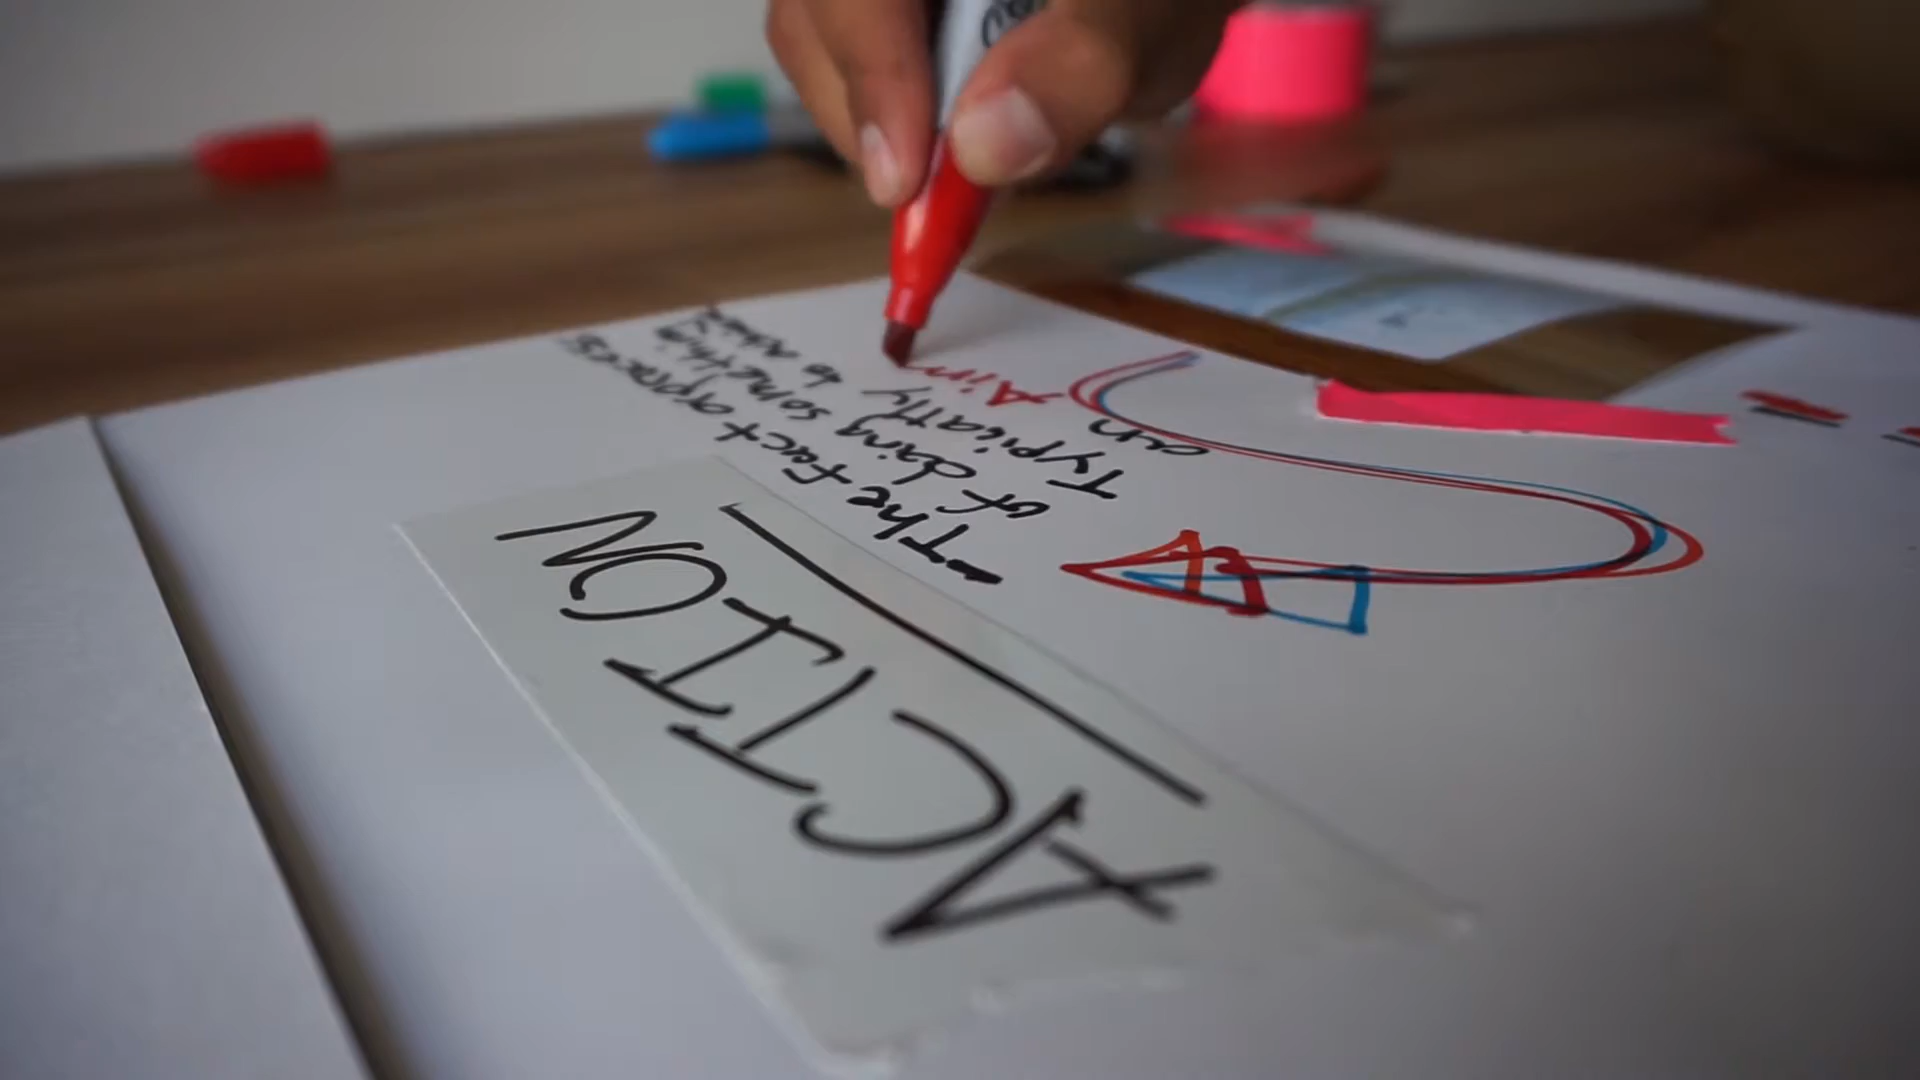 ACTION
-The fact or process
of doing something
Typically to achieve
an Aim